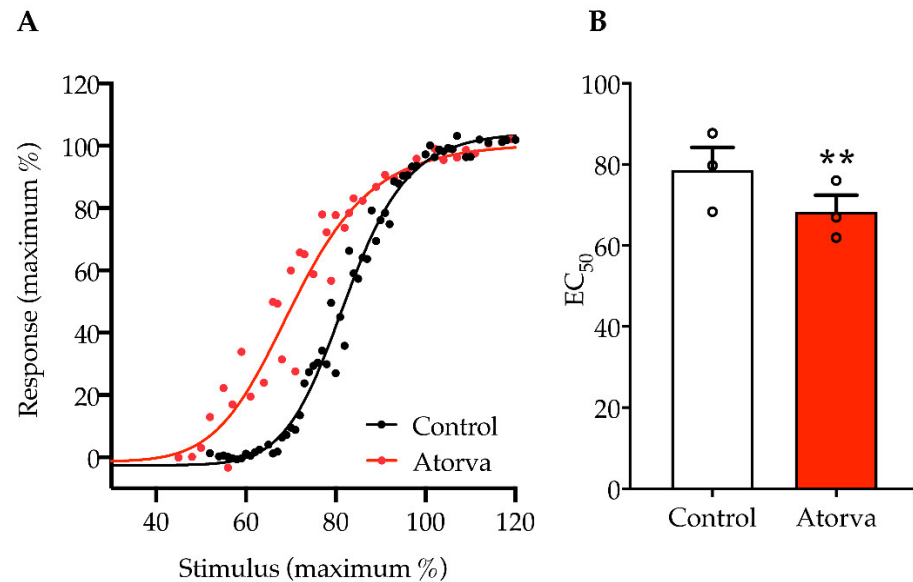 A
Response (maximum %)
120
100
80
60
40
20
0
40 60 80 100 120
Stimulus (maximum %)
Control
Atorva
B
EC50
100
80
60
40
20
0
**
Control Atorva